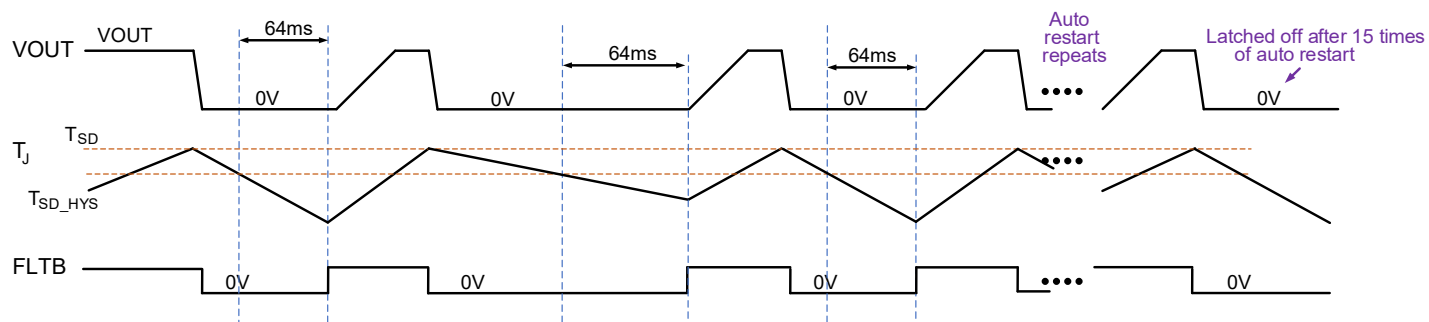 VOUT
VOUT
64ms
64ms
64ms
Auto
restart
repeats
Latched off after 15 times
of auto restart
0V
0V
0V
0V
TJ
TSD
TSD_HYS
FLTB
0V
0V
0V
0V